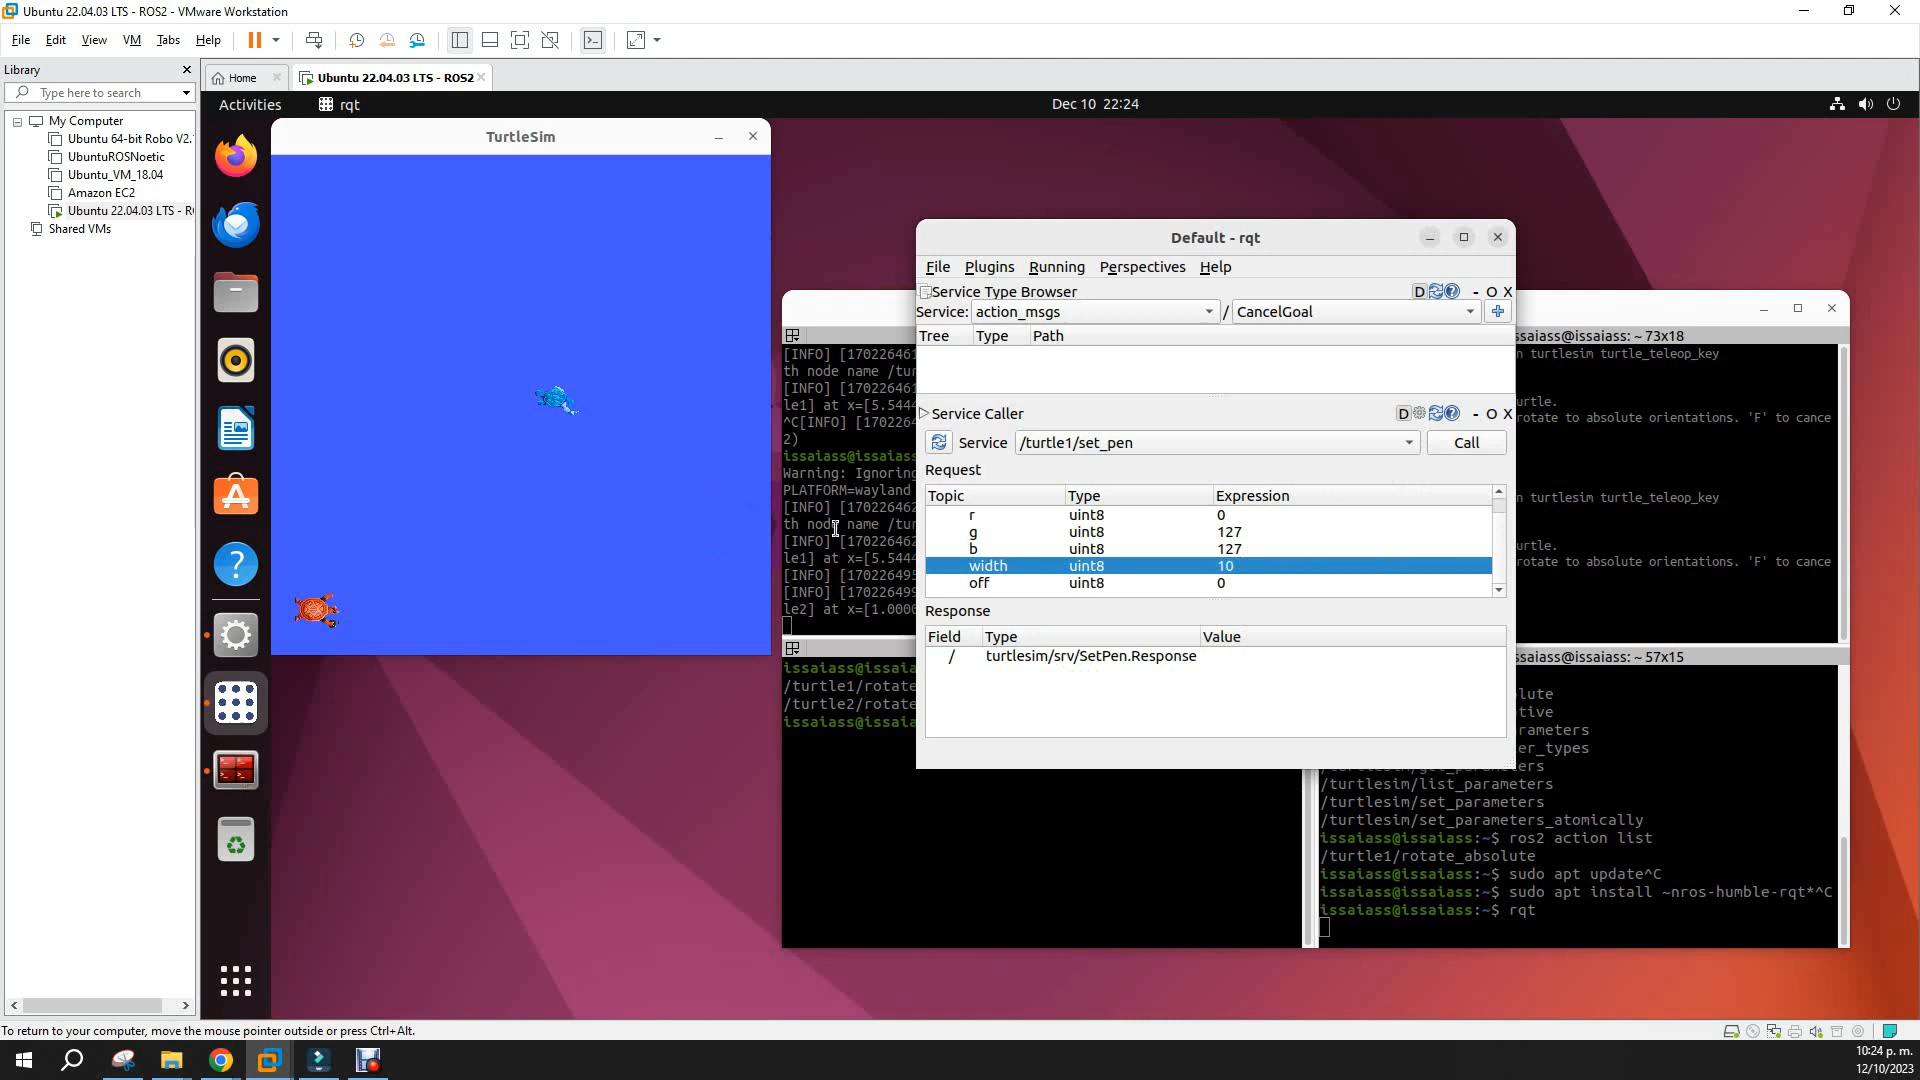 Ubuntu 22.04.03 LTS - ROS2 - VMware Workstation
File Edit View VM Tabs Help
Library
Type here to search
My Computer
Ubuntu 64-bit Robo V2.
UbuntuROSNoetic
Ubuntu_VM_18.04
Amazon EC2
Ubuntu 22.04.03 LTS - R
Shared VMs
Home
Ubuntu 22.04.03 LTS - ROS2
Activities
rqt
Dec 10 22:24
TurtleSim
Default - rqt
File Plugins Running Perspectives Help
Service Type Browser
D - O X
Service: action_msgs / CancelGoal
Tree Type Path
Service Caller
D - O X
Service /turtle1/set_pen Call
Request
Topic Type Expression
r uint8 0
g uint8 127
b uint8 127
width uint8 10
off uint8 0
Response
Field Type Value
/ turtlesim/srv/SetPen.Response
[INFO] [170226461
th node name /tur
[INFO] [170226461
le1] at x=[5.5444
^C[INFO] [1702264
2)
issaiass@issaiass
Warning: Ignoring
PLATFORM=wayland
[INFO] [170226462
th node name /tur
[INFO] [170226462
le1] at x=[5.5444
[INFO] [170226495
[INFO] [170226499
le2] at x=[1.0000
issaiass@issaiass: ~ 73x18
n turtlesim turtle_teleop_key
urtle.
rotate to absolute orientations. 'F' to cance
n turtlesim turtle_teleop_key
urtle.
rotate to absolute orientations. 'F' to cance
issaiass@issaia
/turtle1/rotate
/turtle2/rotate
issaiass@issaia
ssaiass@issaiass: ~ 57x15
lute
tive
rameters
er_types
/turtlesim/get_parameters
/turtlesim/list_parameters
/turtlesim/set_parameters
/turtlesim/set_parameters_atomically
issaiass@issaiass:~$ ros2 action list
/turtle1/rotate_absolute
issaiass@issaiass:~$ sudo apt update^C
issaiass@issaiass:~$ sudo apt install ~nros-humble-rqt*^C
issaiass@issaiass:~$ rqt
To return to your computer, move the mouse pointer outside or press Ctrl+Alt.
10:24 p. m.
12/10/2023